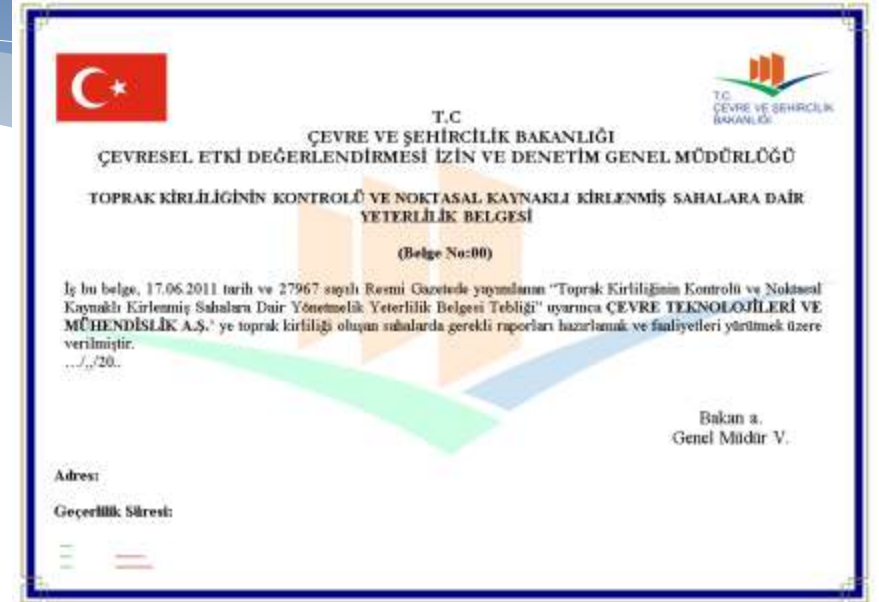 T.C.
ÇEVRE VE ŞEHİRCİLİK
BAKANLIĞI
T.C
ÇEVRE VE ŞEHİRCİLİK BAKANLIĞI
ÇEVRESEL ETKİ DEĞERLENDİRMESİ İZİN VE DENETİM GENEL MÜDÜRLÜĞÜ
TOPRAK KİRLİLİĞİNİN KONTROLÜ VE NOKTASAL KAYNAKLI KİRLENMİŞ SAHALARA DAİR
YETERLİLİK BELGESİ
(Belge No:00)
İş bu belge, 17.06.2011 tarih ve 27967 sayılı Resmi Gazetede yayımlanan "Toprak Kirliliğinin Kontrolü ve Noktasal
Kaynaklı Kirlenmiş Sahalara Dair Yönetmelik Yeterlilik Belgesi Tebliği" uyarınca ÇEVRE TEKNOLOJİLERİ VE
MÜHENDİSLİK A.Ş.' ye toprak kirliliği oluşan sahalarda gerekli raporları hazırlamak ve faaliyetleri yürütmek üzere
verilmiştir.
…/,,/20..
Bakan a.
Genel Müdür V.
Adres:
Geçerlilik Süresi: